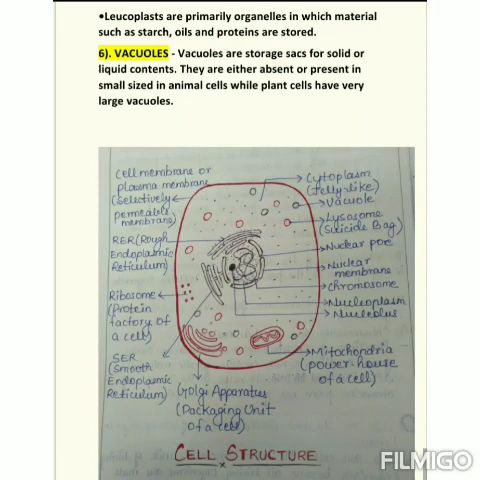 •Leucoplasts are primarily organelles in which material
such as starch, oils and proteins are stored.
6). VACUOLES - Vacuoles are storage sacs for solid or
liquid contents. They are either absent or present in
small sized in animal cells while plant cells have very
large vacuoles.
Cell membrane or
plasma membrane
(Selectively
permeable
membrane)
RER (Rough
Endoplasmic
Reticulum)
Ribosome
(Protein
factory of
a cell)
SER
(Smooth
Endoplasmic
Reticulum)
Golgi Apparatus
(Packaging Unit
of a cell)
Cytoplasm
(Jelly-like)
Vacuole
Lysosome
(Suicide Bag)
Nuclear pore
Nuclear
membrane
Chromosome
Nucleoplasm
Nucleolus
Mitochondria
(power-house
of a cell)
CELL STRUCTURE
FILMIGO